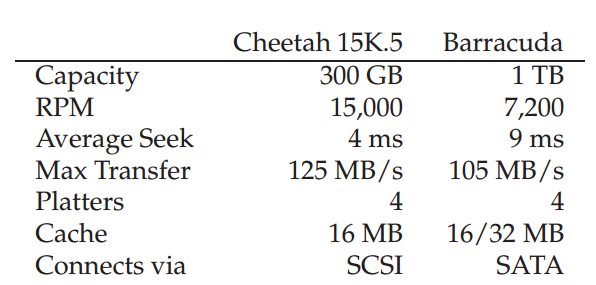 Cheetah 15K.5 Barracuda
Capacity 300 GB 1 TB
RPM 15,000 7,200
Average Seek 4 ms 9 ms
Max Transfer 125 MB/s 105 MB/s
Platters 4 4
Cache 16 MB 16/32 MB
Connects via SCSI SATA